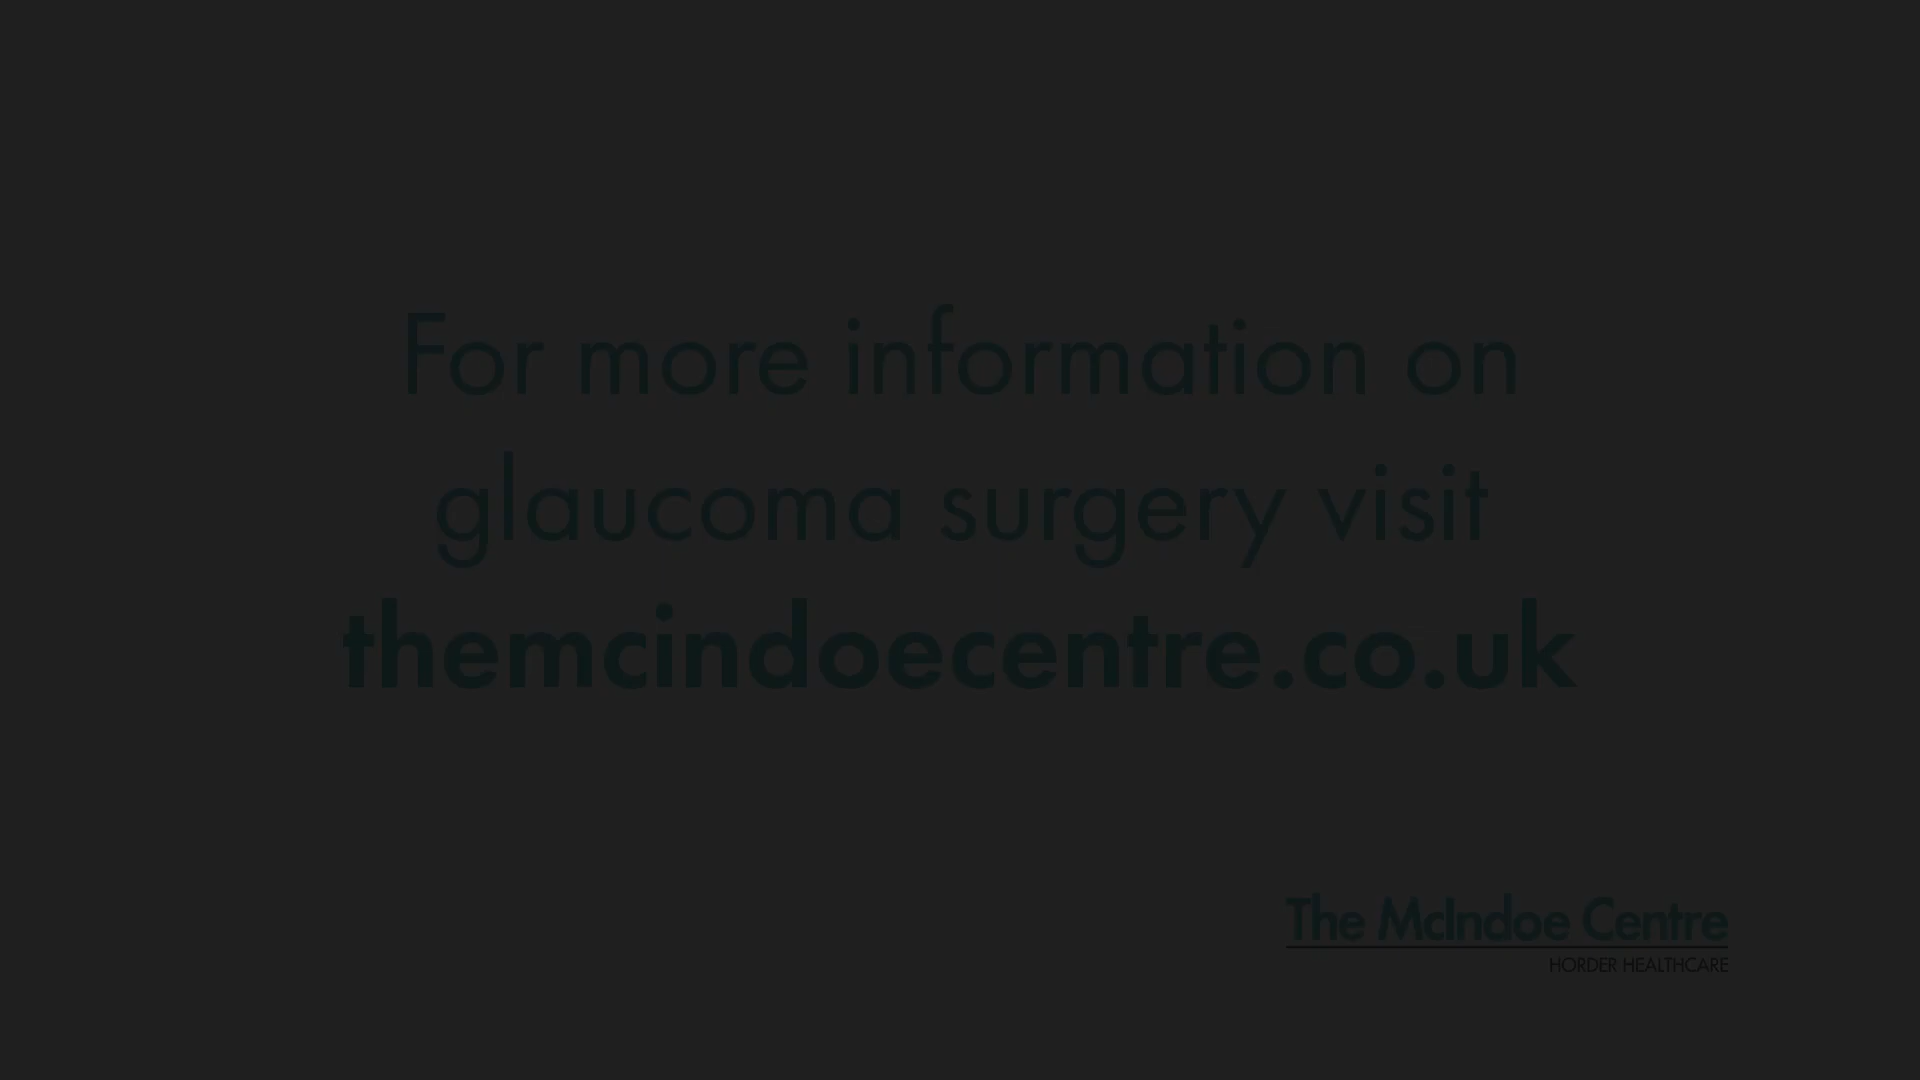 For more information on
glaucoma surgery visit
themcindoecentre.co.uk
The McIndoe Centre
HORDER HEALTHCARE